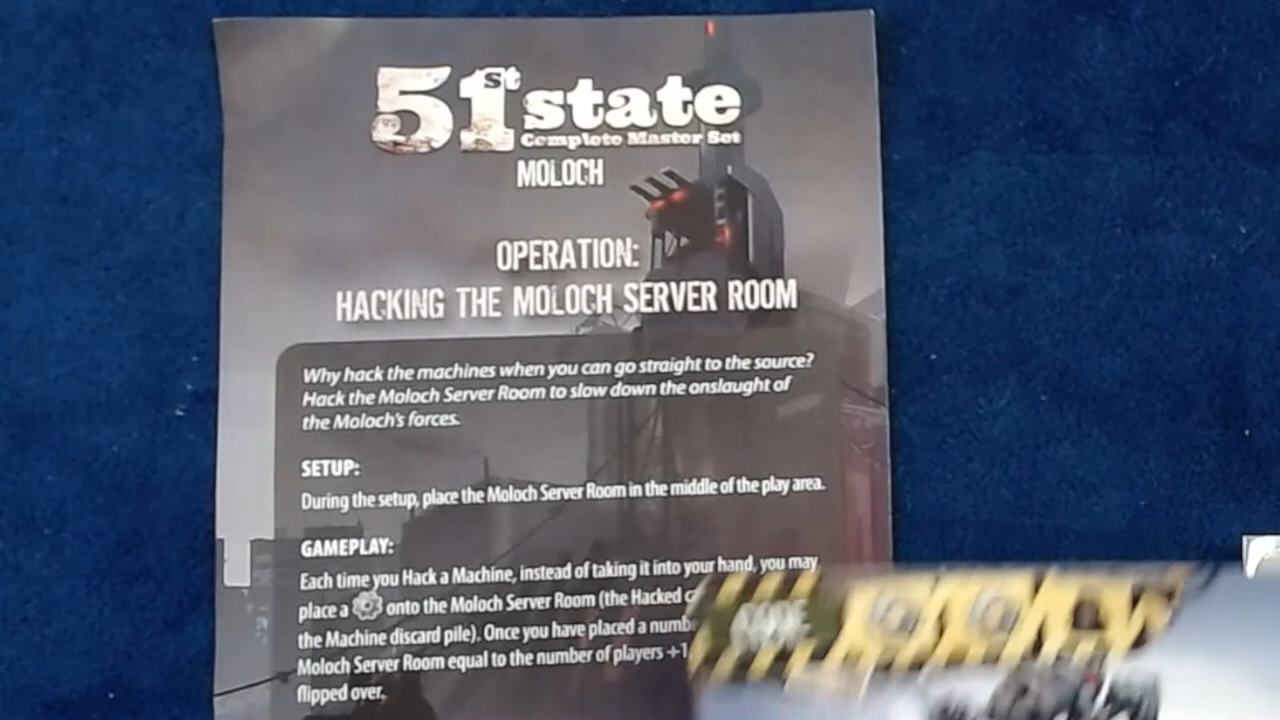 51st state
Complete Master Set
MOLOCH
OPERATION:
HACKING THE MOLOCH SERVER ROOM
Why hack the machines when you can go straight to the source?
Hack the Moloch Server Room to slow down the onslaught of
the Moloch's forces.
SETUP:
During the setup, place the Moloch Server Room in the middle of the play area.
GAMEPLAY:
Each time you Hack a Machine, instead of taking it into your hand, you may
place a onto the Moloch Server Room (the Hacked
the Machine discard pile). Once you have placed a
Moloch Server Room equal to the number of players +1
flipped over.